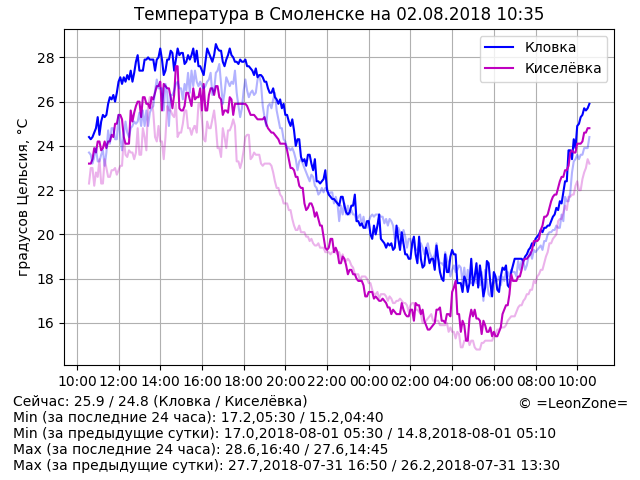 Температура в Смоленске на 02.08.2018 10:35
Кловка
Киселёвка
градусов Цельсия, °C
28
26
24
22
20
18
16
10:00 12:00 14:00 16:00 18:00 20:00 22:00 00:00 02:00 04:00 06:00 08:00 10:00
Сейчас: 25.9 / 24.8 (Кловка / Киселёвка)
© =LeonZone=
Min (за последние 24 часа): 17.2,05:30 / 15.2,04:40
Min (за предыдущие сутки): 17.0,2018-08-01 05:30 / 14.8,2018-08-01 05:10
Max (за последние 24 часа): 28.6,16:40 / 27.6,14:45
Max (за предыдущие сутки): 27.7,2018-07-31 16:50 / 26.2,2018-07-31 13:30